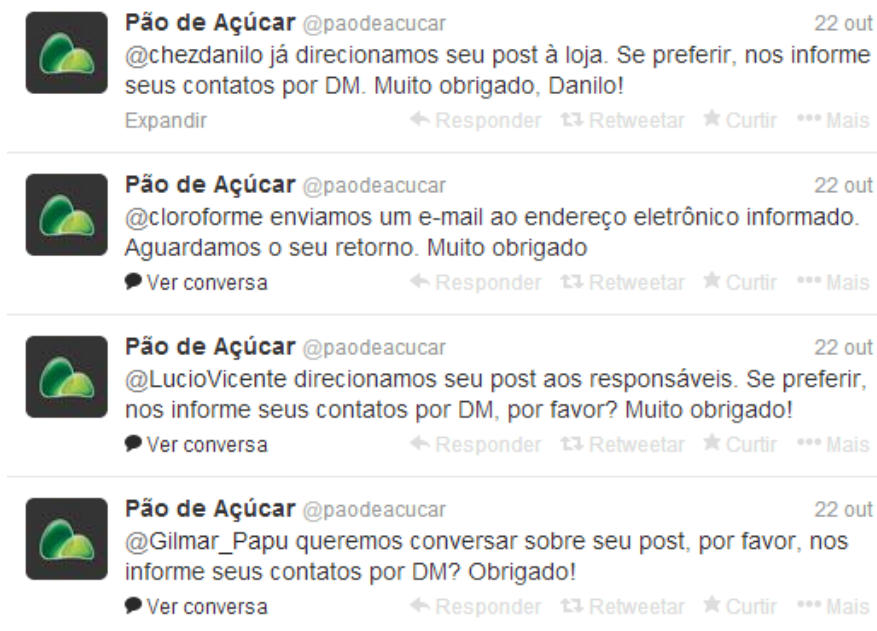 Pão de Açúcar @paodeacucar 22 out
@chezdanilo já direcionamos seu post à loja. Se preferir, nos informe
seus contatos por DM. Muito obrigado, Danilo!
Expandir Responder Retweetar Curtir Mais
Pão de Açúcar @paodeacucar 22 out
@cloroforme enviamos um e-mail ao endereço eletrônico informado.
Aguardamos o seu retorno. Muito obrigado
Ver conversa Responder Retweetar Curtir Mais
Pão de Açúcar @paodeacucar 22 out
@LucioVicente direcionamos seu post aos responsáveis. Se preferir,
nos informe seus contatos por DM, por favor? Muito obrigado!
Ver conversa Responder Retweetar Curtir Mais
Pão de Açúcar @paodeacucar 22 out
@Gilmar_Papu queremos conversar sobre seu post, por favor, nos
informe seus contatos por DM? Obrigado!
Ver conversa Responder Retweetar Curtir Mais